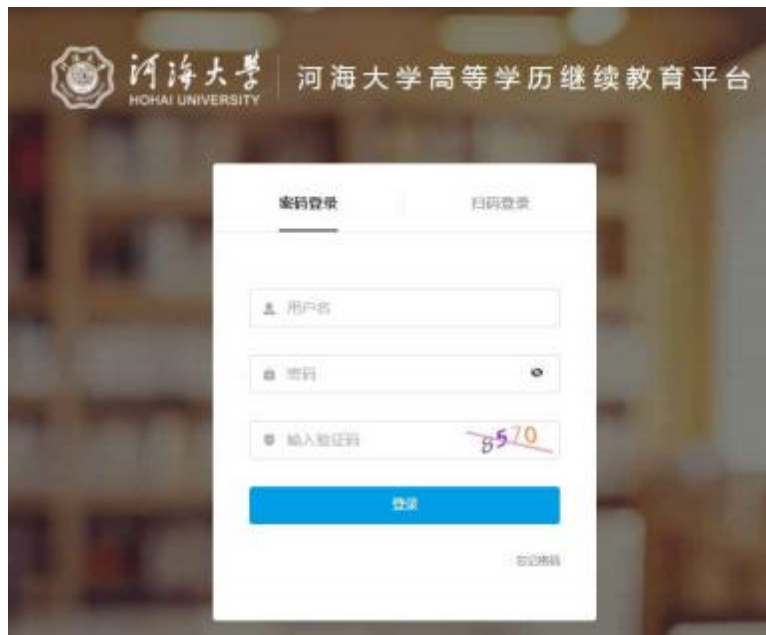 河海大學 河海大学高等学历继续教育平台
HOHAI UNIVERSITY
密码登录 扫码登录
用户名
密码
输入验证码 8570
登录
忘记密码